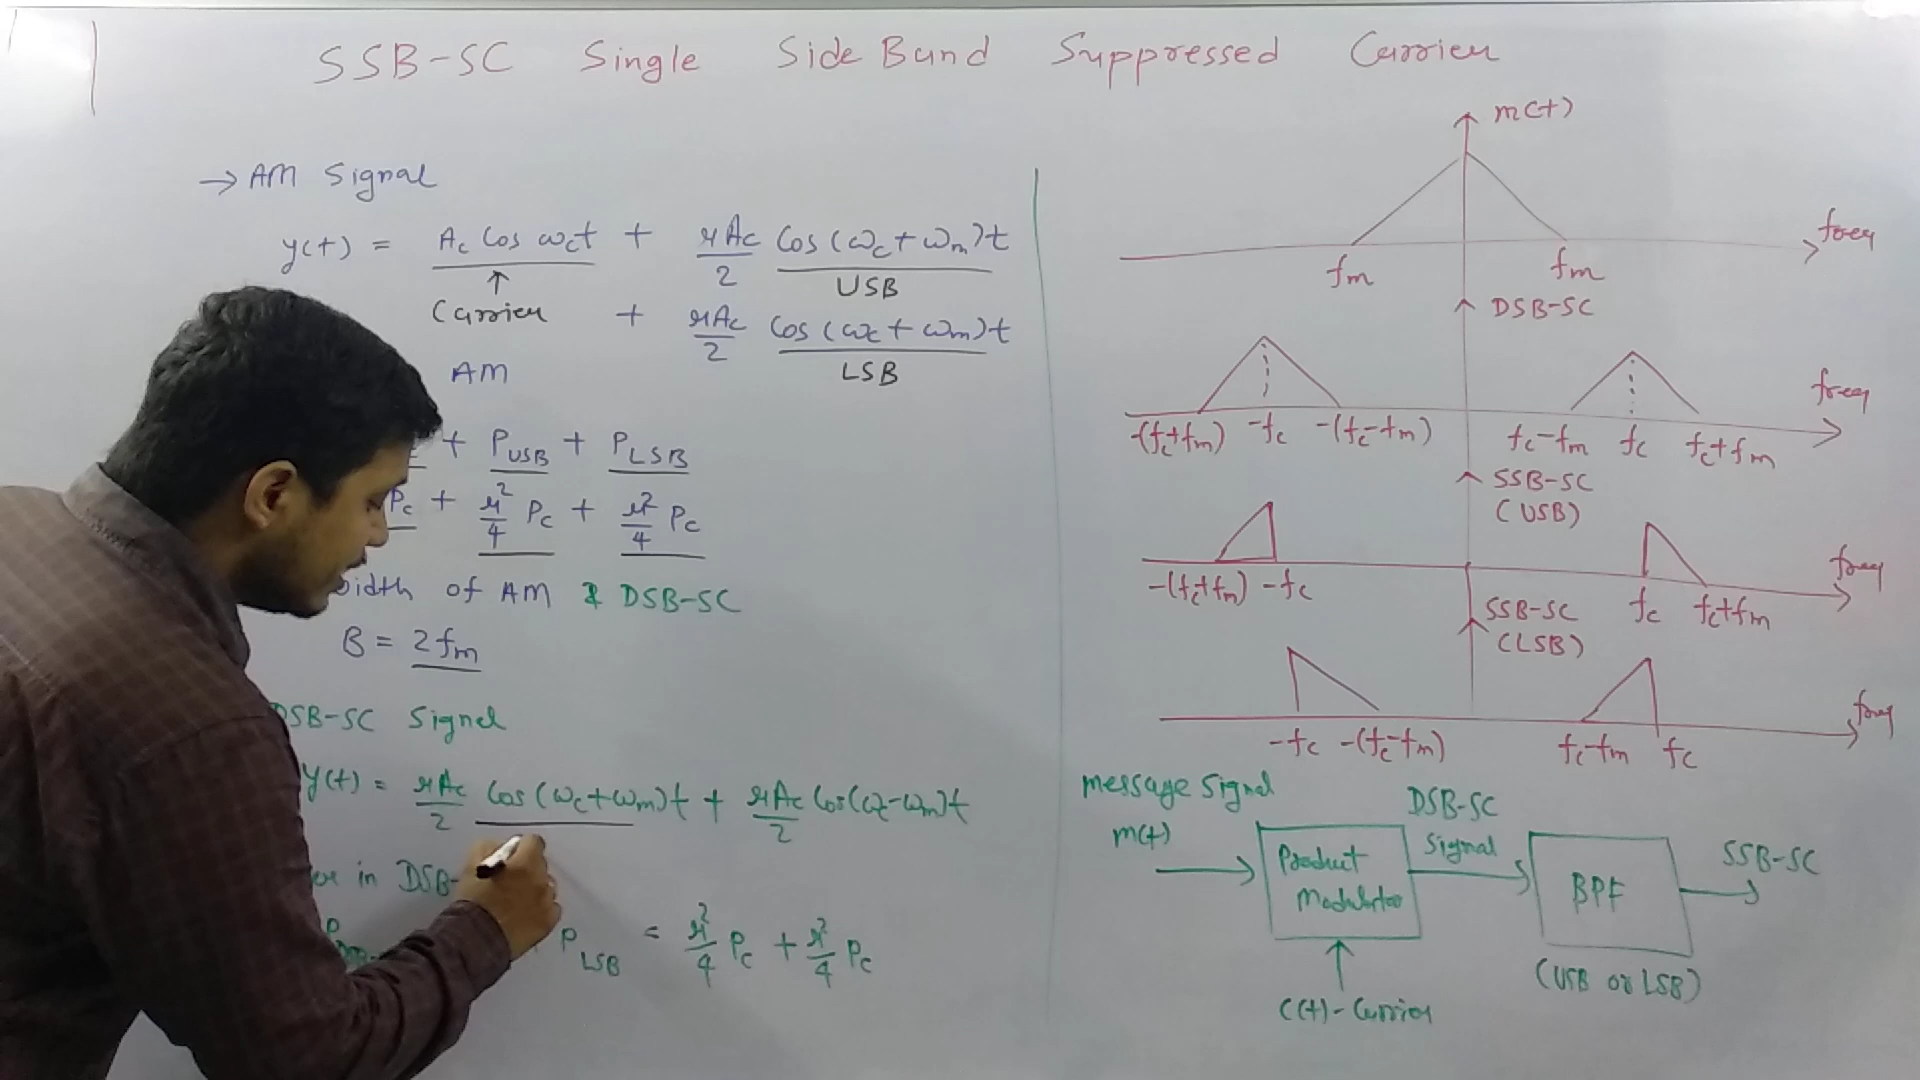 SSB-SC Single Side Band Suppressed Carrier
→ AM Signal
y(t) = Ac Cos ωct + μAc/2 Cos(ωc+ωm)t
↑ USB
Carrier + μAc/2 Cos(ωc+ωm)t
LSB
AM
+ PUSB + PLSB
Pc + μ²/4 Pc + μ²/4 Pc
width of AM & DSB-SC
B = 2fm
DSB-SC Signal
y(t) = μAc/2 Cos(ωc+ωm)t + μAc/2 Cos(ωc-ωm)t
in DSB-
PLSB = μ²/4 Pc + μ²/4 Pc
m(t)
freq
fm fm
DSB-SC
freq
-(fc+fm) -fc -(fc-fm) fc-fm fc fc+fm
SSB-SC
(USB)
freq
-(fc+fm) -fc fc fc+fm
SSB-SC
(LSB)
freq
-fc -(fc-fm) fc-fm fc
message signal
m(t)
Product
Modulator
C(t)-Carrier
DSB-SC
Signal
BPF
(USB or LSB)
SSB-SC